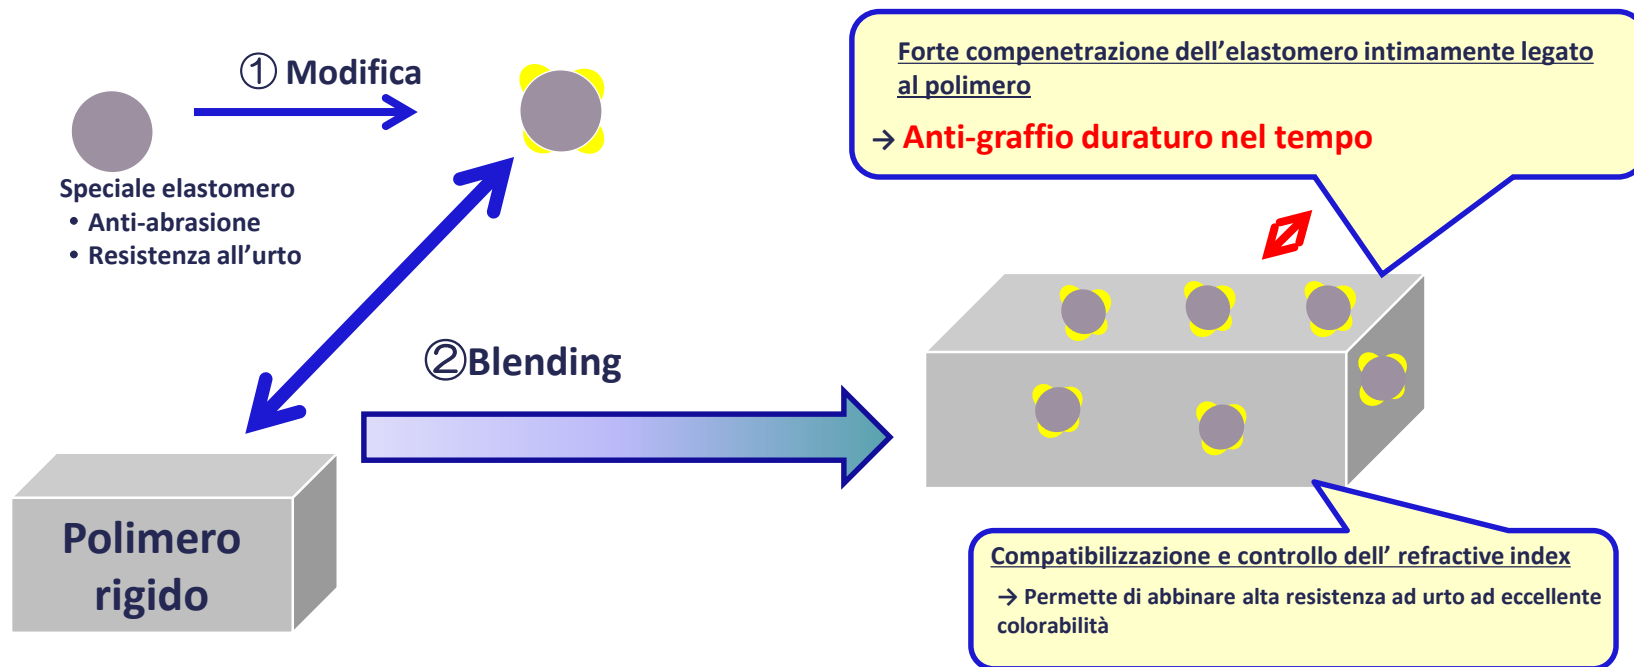 ① Modifica
Speciale elastomero
• Anti-abrasione
• Resistenza all’urto
②Blending
Polimero
rigido
Forte compenetrazione dell’elastomero intimamente legato
al polimero
→ Anti-graffio duraturo nel tempo
Compatibilizzazione e controllo dell’ refractive index
→ Permette di abbinare alta resistenza ad urto ad eccellente
colorabilità